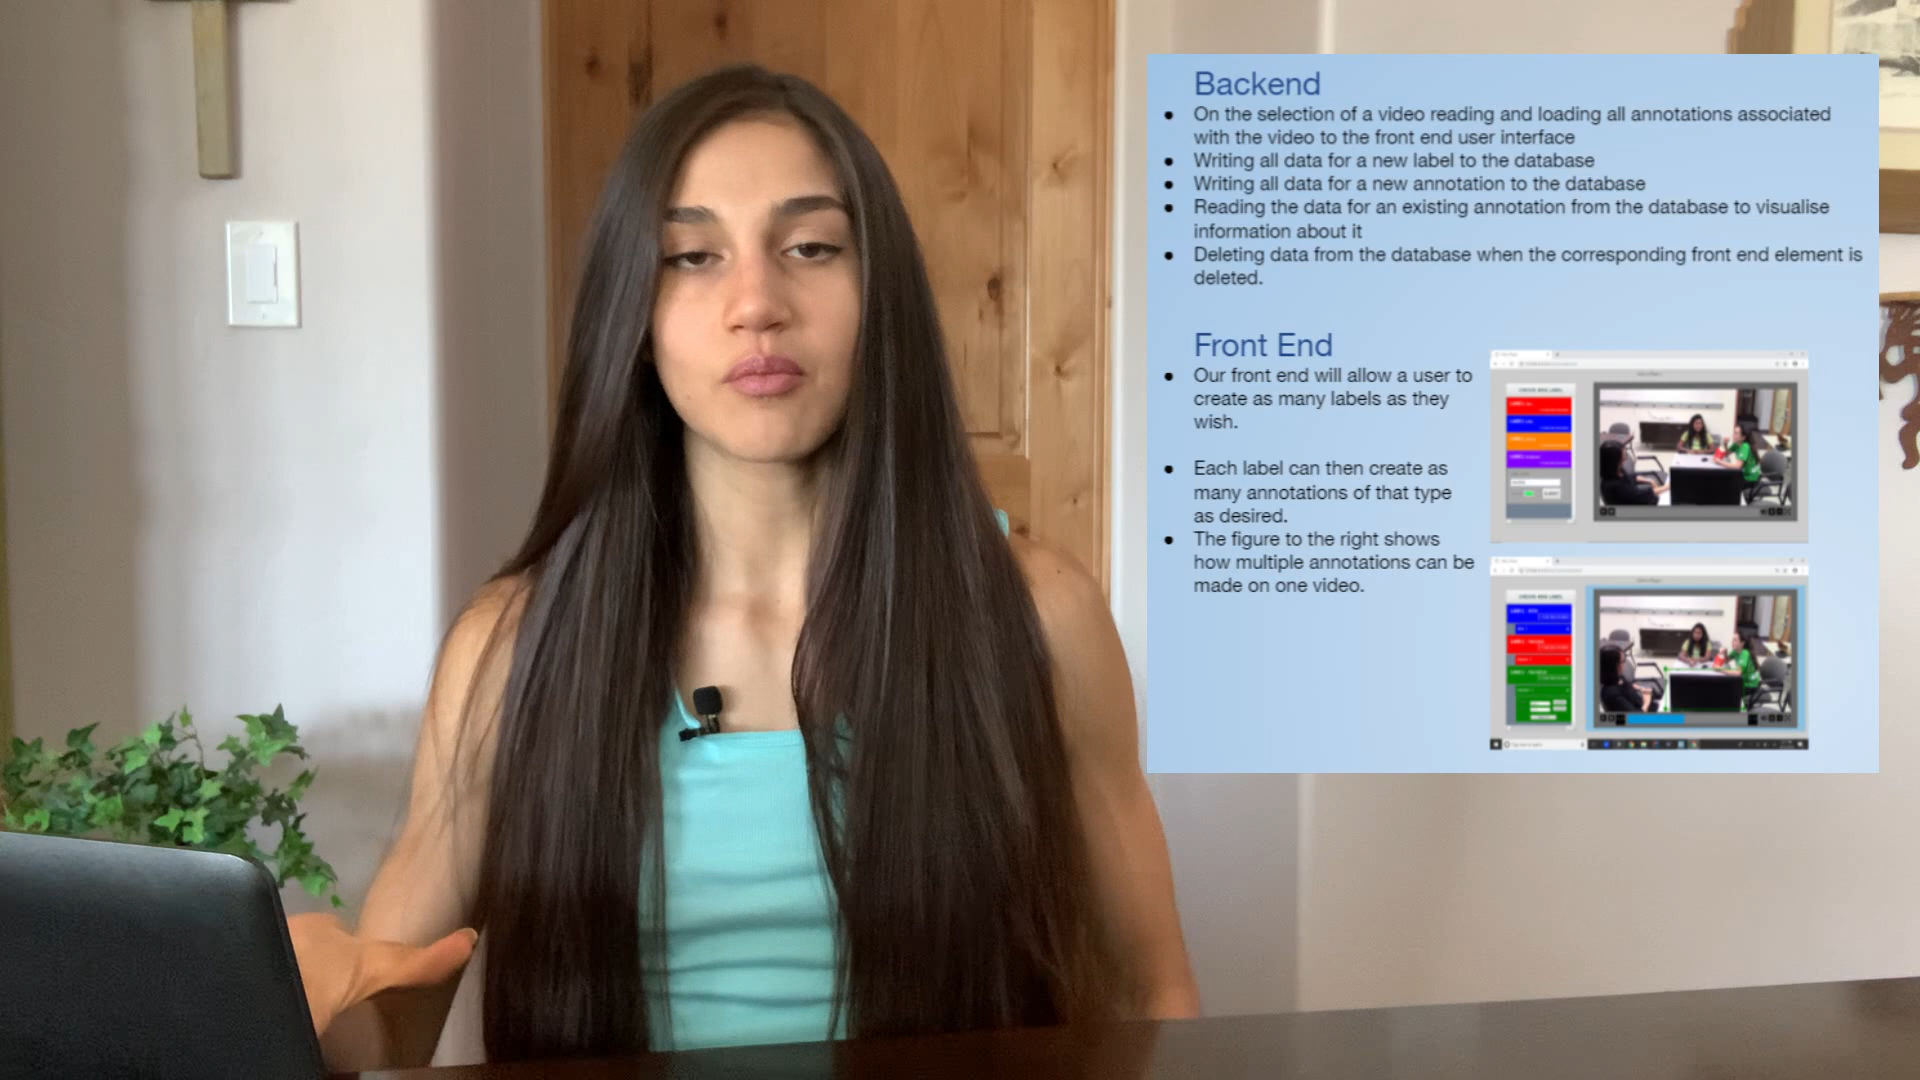 Backend
On the selection of a video reading and loading all annotations associated
with the video to the front end user interface
Writing all data for a new label to the database
Writing all data for a new annotation to the database
Reading the data for an existing annotation from the database to visualise
information about it
Deleting data from the database when the corresponding front end element is
deleted.
Front End
Our front end will allow a user to
create as many labels as they
wish.
Each label can then create as
many annotations of that type
as desired.
The figure to the right shows
how multiple annotations can be
made on one video.